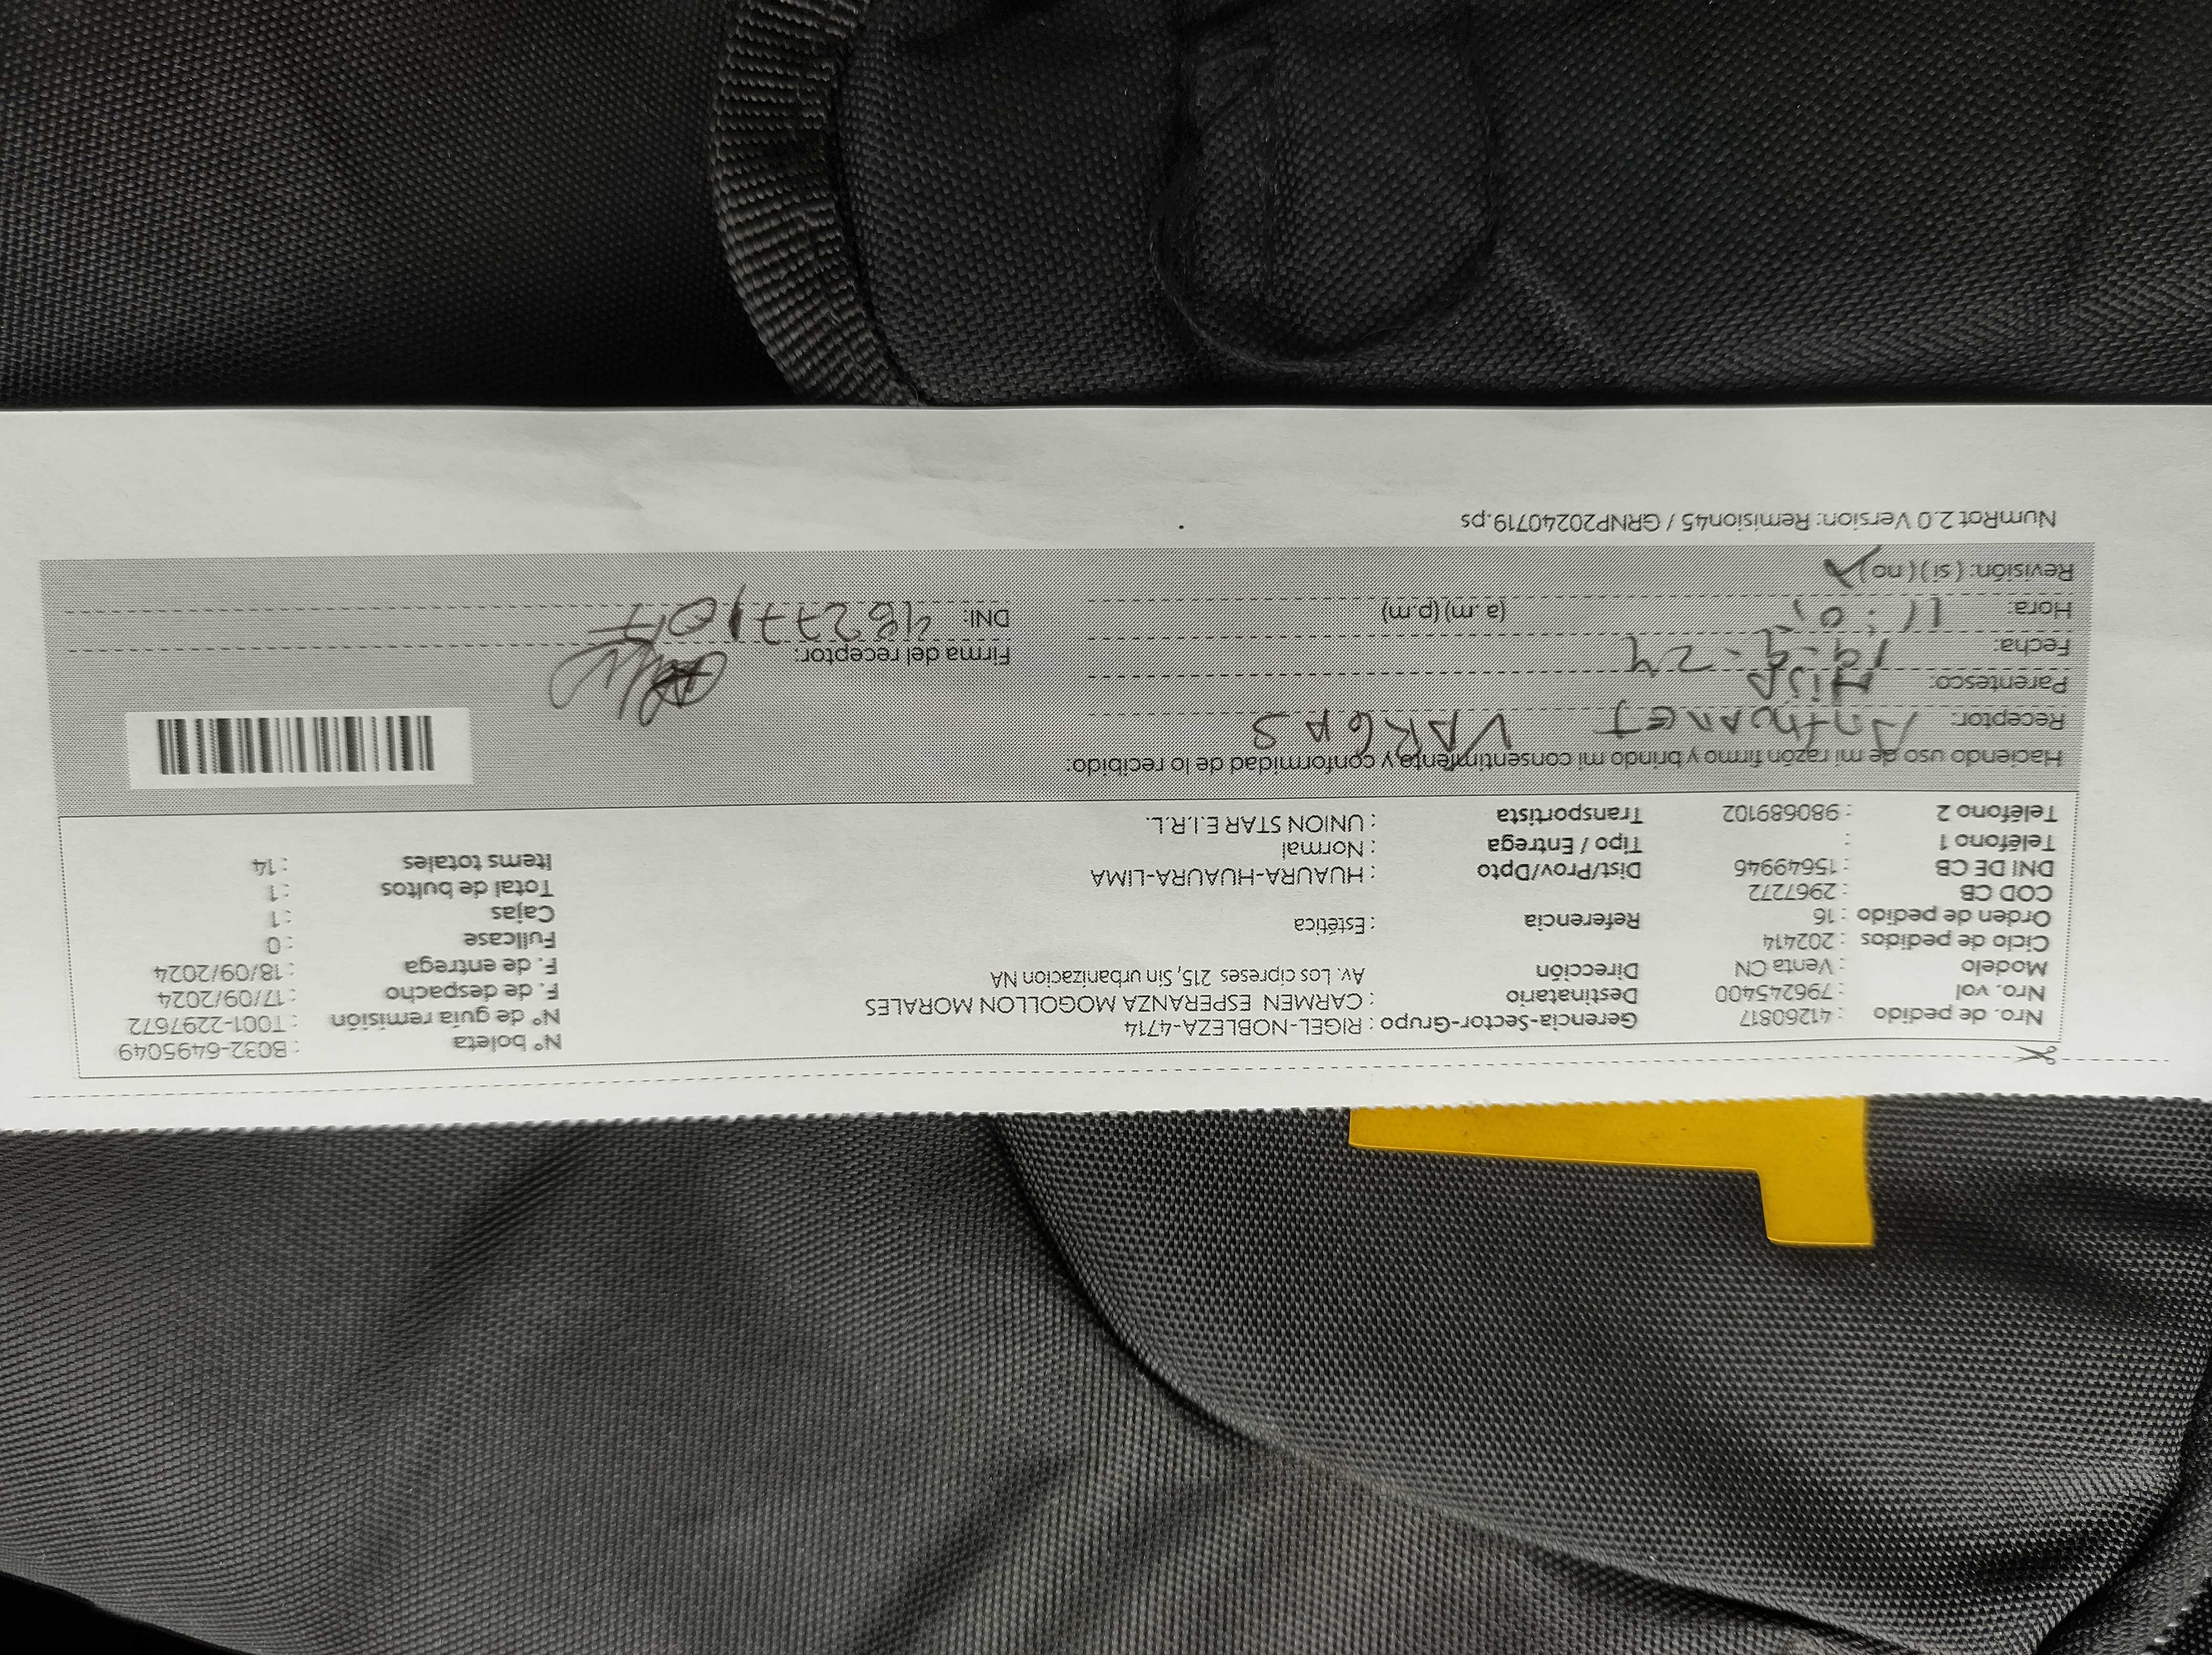 Nro. de pedido : 41260817 Gerencia-Sector-Grupo : RIGEL-NOBLEZA-4714 N° boleta : B032-6495049
Nro. vol : 796245400 Destinatario : CARMEN ESPERANZA MOGOLLON MORALES N° de guía remisión : T001-2297672
Modelo : Venta CN Dirección Av. Los cipreses 215, Sin urbanizacion NA F. de despacho : 17/09/2024
Ciclo de pedidos : 202414 F. de entrega : 18/09/2024
Orden de pedido : 16 Referencia : Estética Fullcase : 0
COD CB : 2967272 Cajas : 1
DNI DE CB : 15649946 Dist/Prov/Dpto : HUAURA-HUAURA-LIMA Total de bultos : 1
Teléfono 1 : Tipo / Entrega : Normal Items totales : 14
Teléfono 2 : 980689102 Transportista : UNION STAR E.I.R.L.
Haciendo uso de mi razón firmo y brindo mi consentimiento y conformidad de lo recibido:
Receptor: VARGAS
Parentesco: Hija
Fecha: 19-9-24 Firma del receptor:
Hora: (a.m) (p.m) DNI:
Revisión: (si) (no)
NumRot 2.0 Version: Remision45 / GRNP20240719.ps